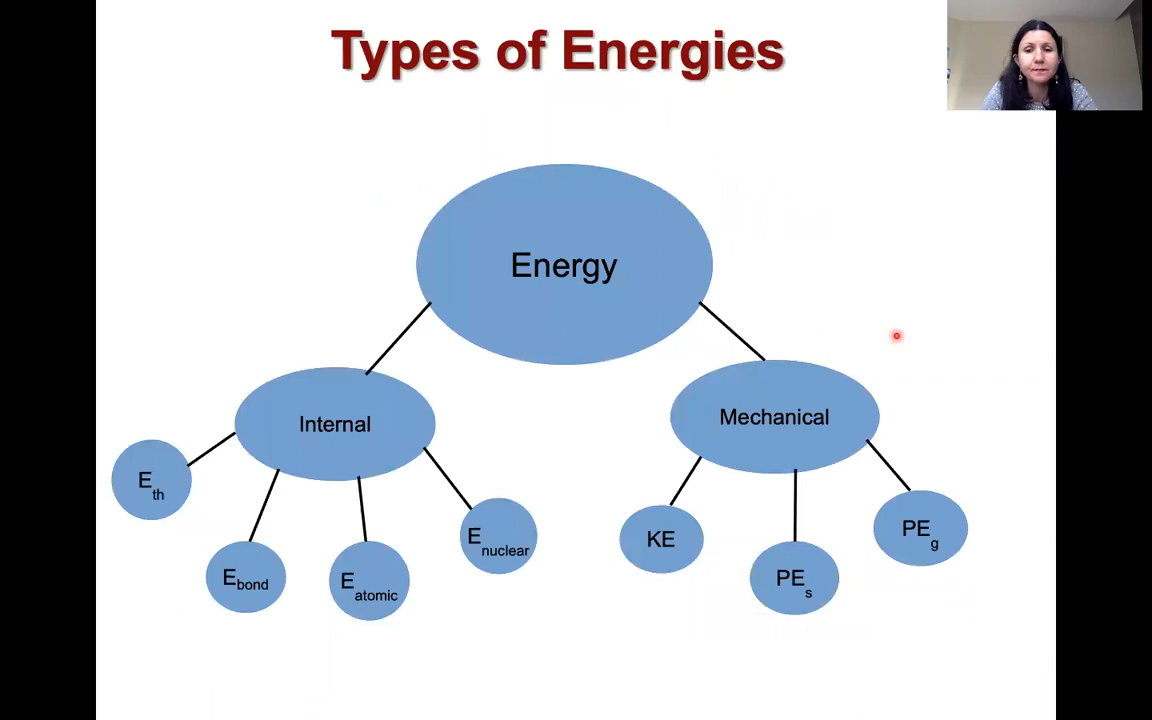 Types of Energies
Energy
Internal
Mechanical
E th
E bond
E atomic
E nuclear
KE
PE s
PE g